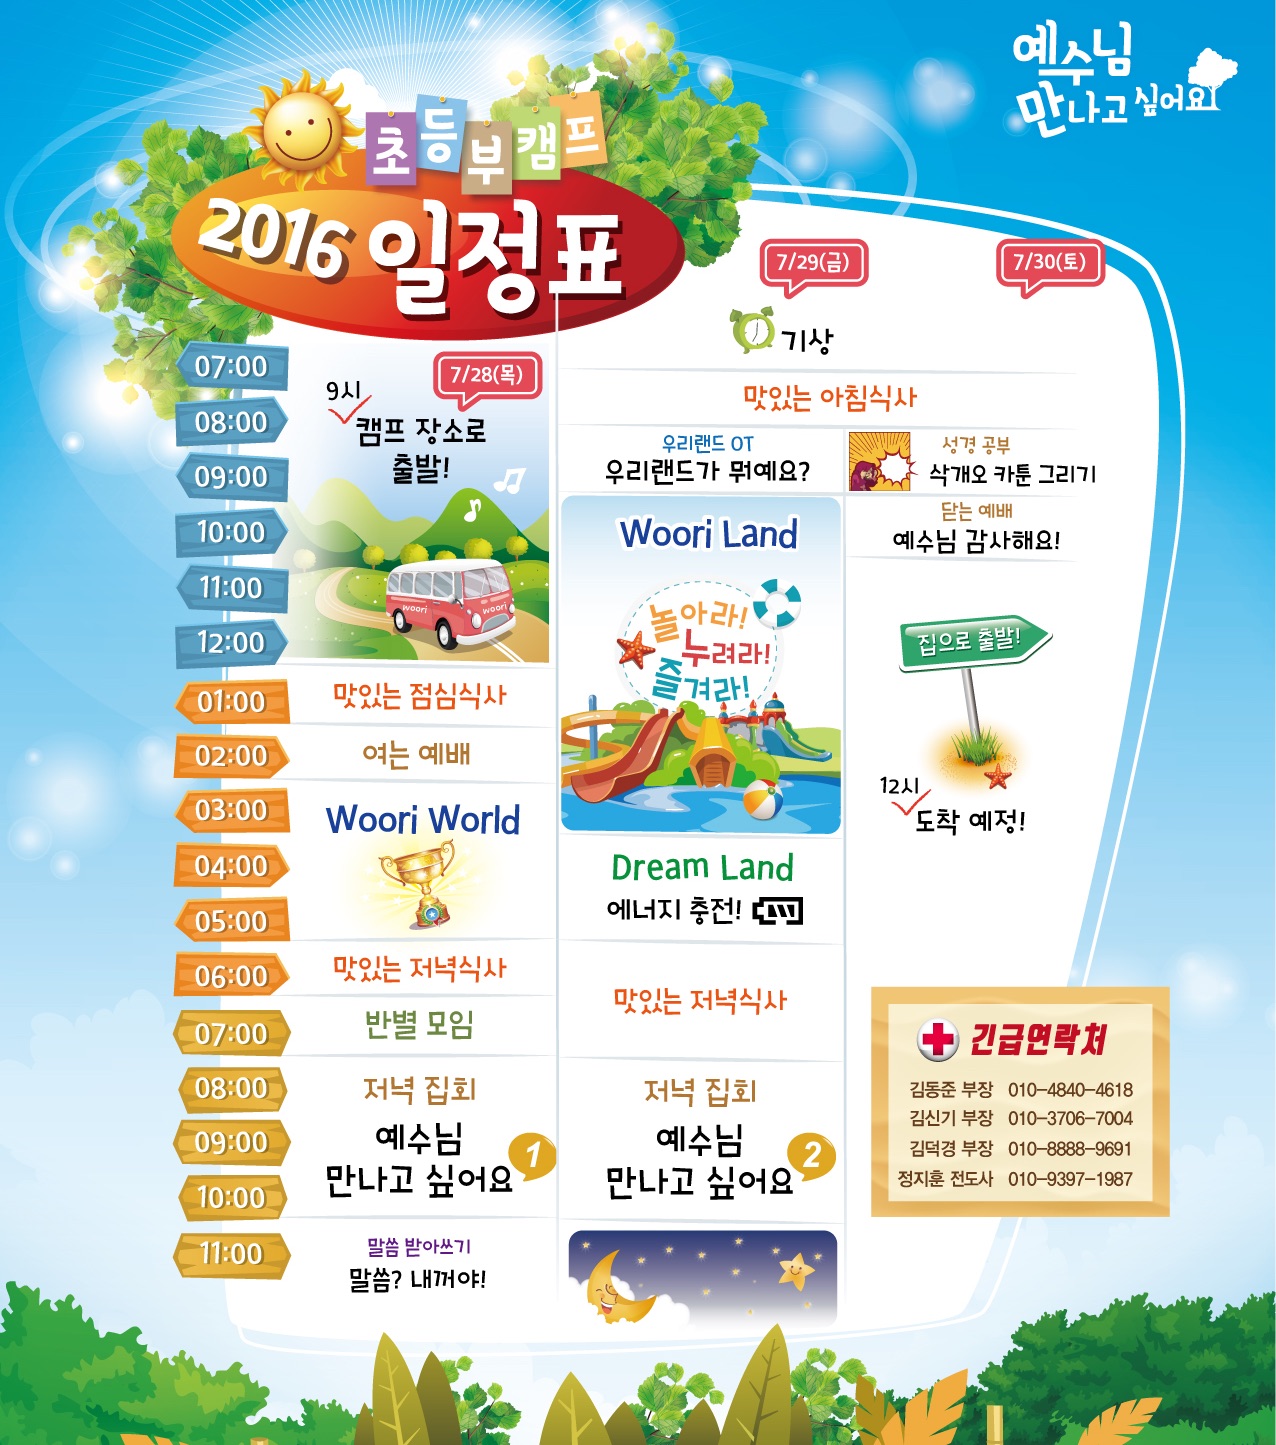 예수님
만나고 싶어요
초등부캠프
2016 일정표
7/28(목)
7/29(금)
7/30(토)
07:00
08:00
09:00
10:00
11:00
12:00
01:00
02:00
03:00
04:00
05:00
06:00
07:00
08:00
09:00
10:00
11:00
9시
캠프 장소로
출발!
woori woori
맛있는 점심식사
여는 예배
Woori World
맛있는 저녁식사
반별 모임
저녁 집회
예수님
만나고 싶어요
1
말씀 받아쓰기
말씀? 내꺼야!
기상
맛있는 아침식사
우리랜드 OT
우리랜드가 뭐예요?
Woori Land
놀아라!
누려라!
즐겨라!
Dream Land
에너지 충전!
맛있는 저녁식사
저녁 집회
예수님
만나고 싶어요
2
성경 공부
삭개오 카툰 그리기
닫는 예배
예수님 감사해요!
집으로 출발!
12시
도착 예정!
긴급연락처
김동준 부장 010-4840-4618
김신기 부장 010-3706-7004
김덕경 부장 010-8888-9691
정지훈 전도사 010-9397-1987